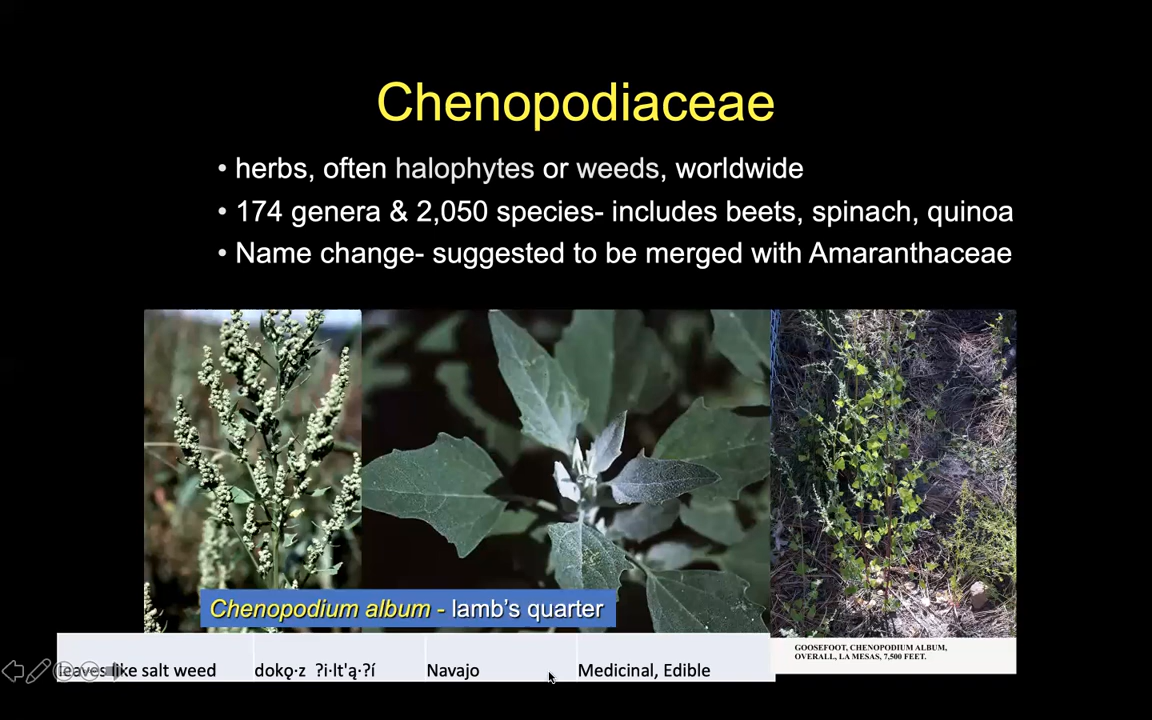 Chenopodiaceae
• herbs, often halophytes or weeds, worldwide
• 174 genera & 2,050 species- includes beets, spinach, quinoa
• Name change- suggested to be merged with Amaranthaceae
Chenopodium album - lamb's quarter
GOOSEFOOT, CHENOPODIUM ALBUM,
OVERALL, LA MESAS, 7,500 FEET.
leaves like salt weed dokǫ·z ?i·lt'ą·?í Navajo Medicinal, Edible